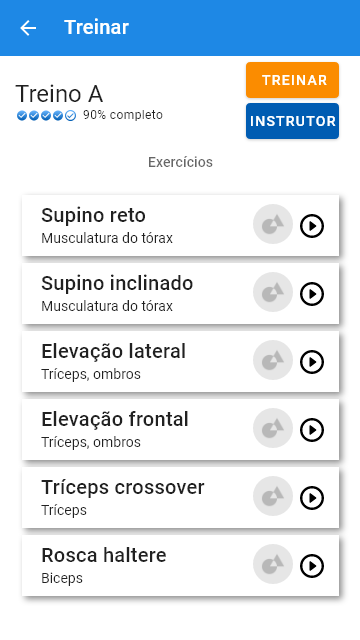 Treinar
TREINAR
Treino A
90% completo
INSTRUTOR
Exercícios
Supino reto
Musculatura do tórax
Supino inclinado
Musculatura do tórax
Elevação lateral
Tríceps, ombros
Elevação frontal
Tríceps, ombros
Tríceps crossover
Tríceps
Rosca haltere
Biceps